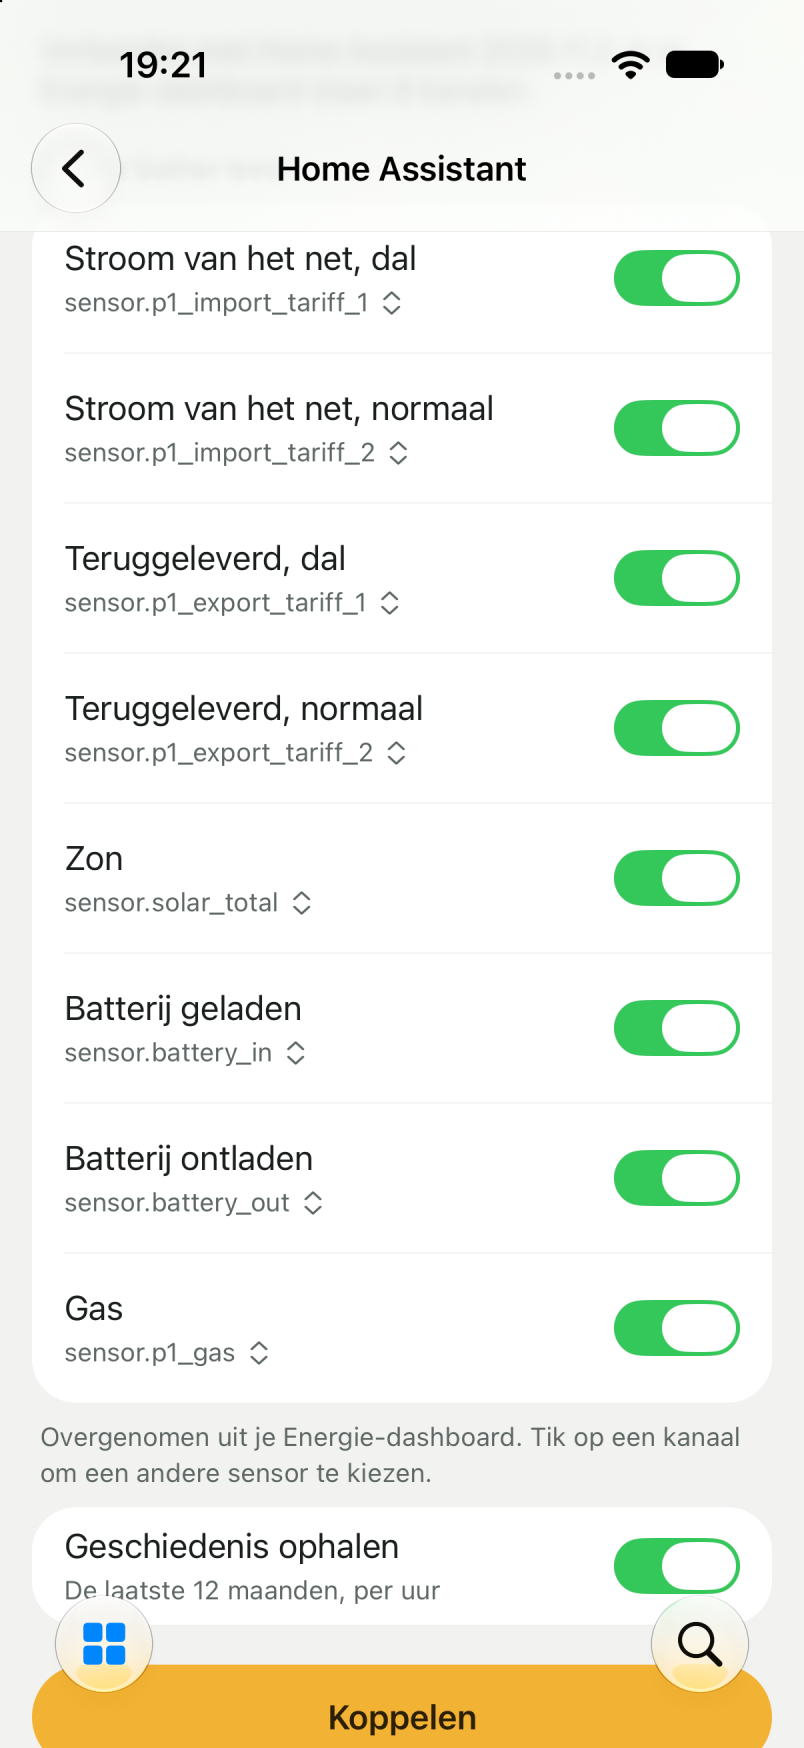 19:21
Home Assistant
Stroom van het net, dal
sensor.p1_import_tariff_1
Stroom van het net, normaal
sensor.p1_import_tariff_2
Teruggeleverd, dal
sensor.p1_export_tariff_1
Teruggeleverd, normaal
sensor.p1_export_tariff_2
Zon
sensor.solar_total
Batterij geladen
sensor.battery_in
Batterij ontladen
sensor.battery_out
Gas
sensor.p1_gas
Overgenomen uit je Energie-dashboard. Tik op een kanaal
om een andere sensor te kiezen.
Geschiedenis ophalen
De laatste 12 maanden, per uur
Koppelen